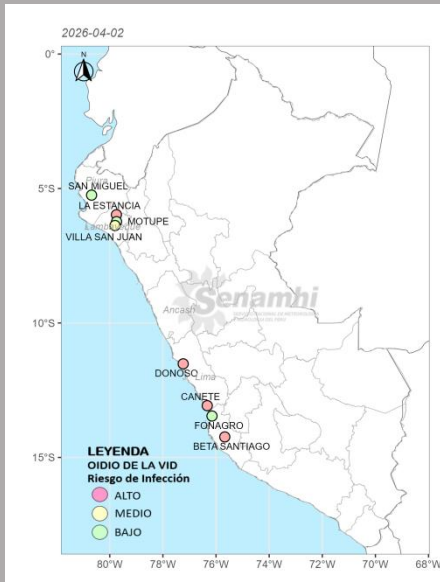 2026-04-02
N
0°
5°S
10°S
15°S
Piura
SAN MIGUEL
LA ESTANCIA
MOTUPE
Lambayeque
VILLA SAN JUAN
Senamhi
Ancash
DONOSO
Lima
CANETE
FONAGRO
BETA SANTIAGO
LEYENDA
OIDIO DE LA VID
Riesgo de Infección
ALTO
MEDIO
BAJO
80°W 78°W 76°W 74°W 72°W 70°W 68°W